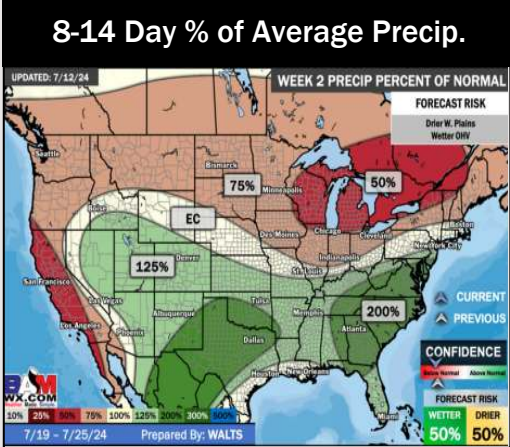 8-14 Day % of Average Precip.
UPDATED: 7/12/24
WEEK 2 PRECIP PERCENT OF NORMAL
FORECAST RISK
Drier W. Plains
Wetter OHV
Seattle
Bismarck
75%
Minneapolis
50%
Boise
EC
Des Moines
Chicago
Cleveland
Boston
New York City
125%
Denver
Indianapolis
St. Louis
San Francisco
Las Vegas
Albuquerque
Tulsa
Memphis
200%
CURRENT
PREVIOUS
Los Angeles
Phoenix
Dallas
Atlanta
CONFIDENCE
Below Normal
Above Normal
Houston
New Orleans
Miami
BAM
WX.COM
FORECAST RISK
10% 25% 50% 75% 100% 125% 200% 300% 500%
WETTER
50%
DRIER
50%
7/19 – 7/25/24
Prepared By: WALTS